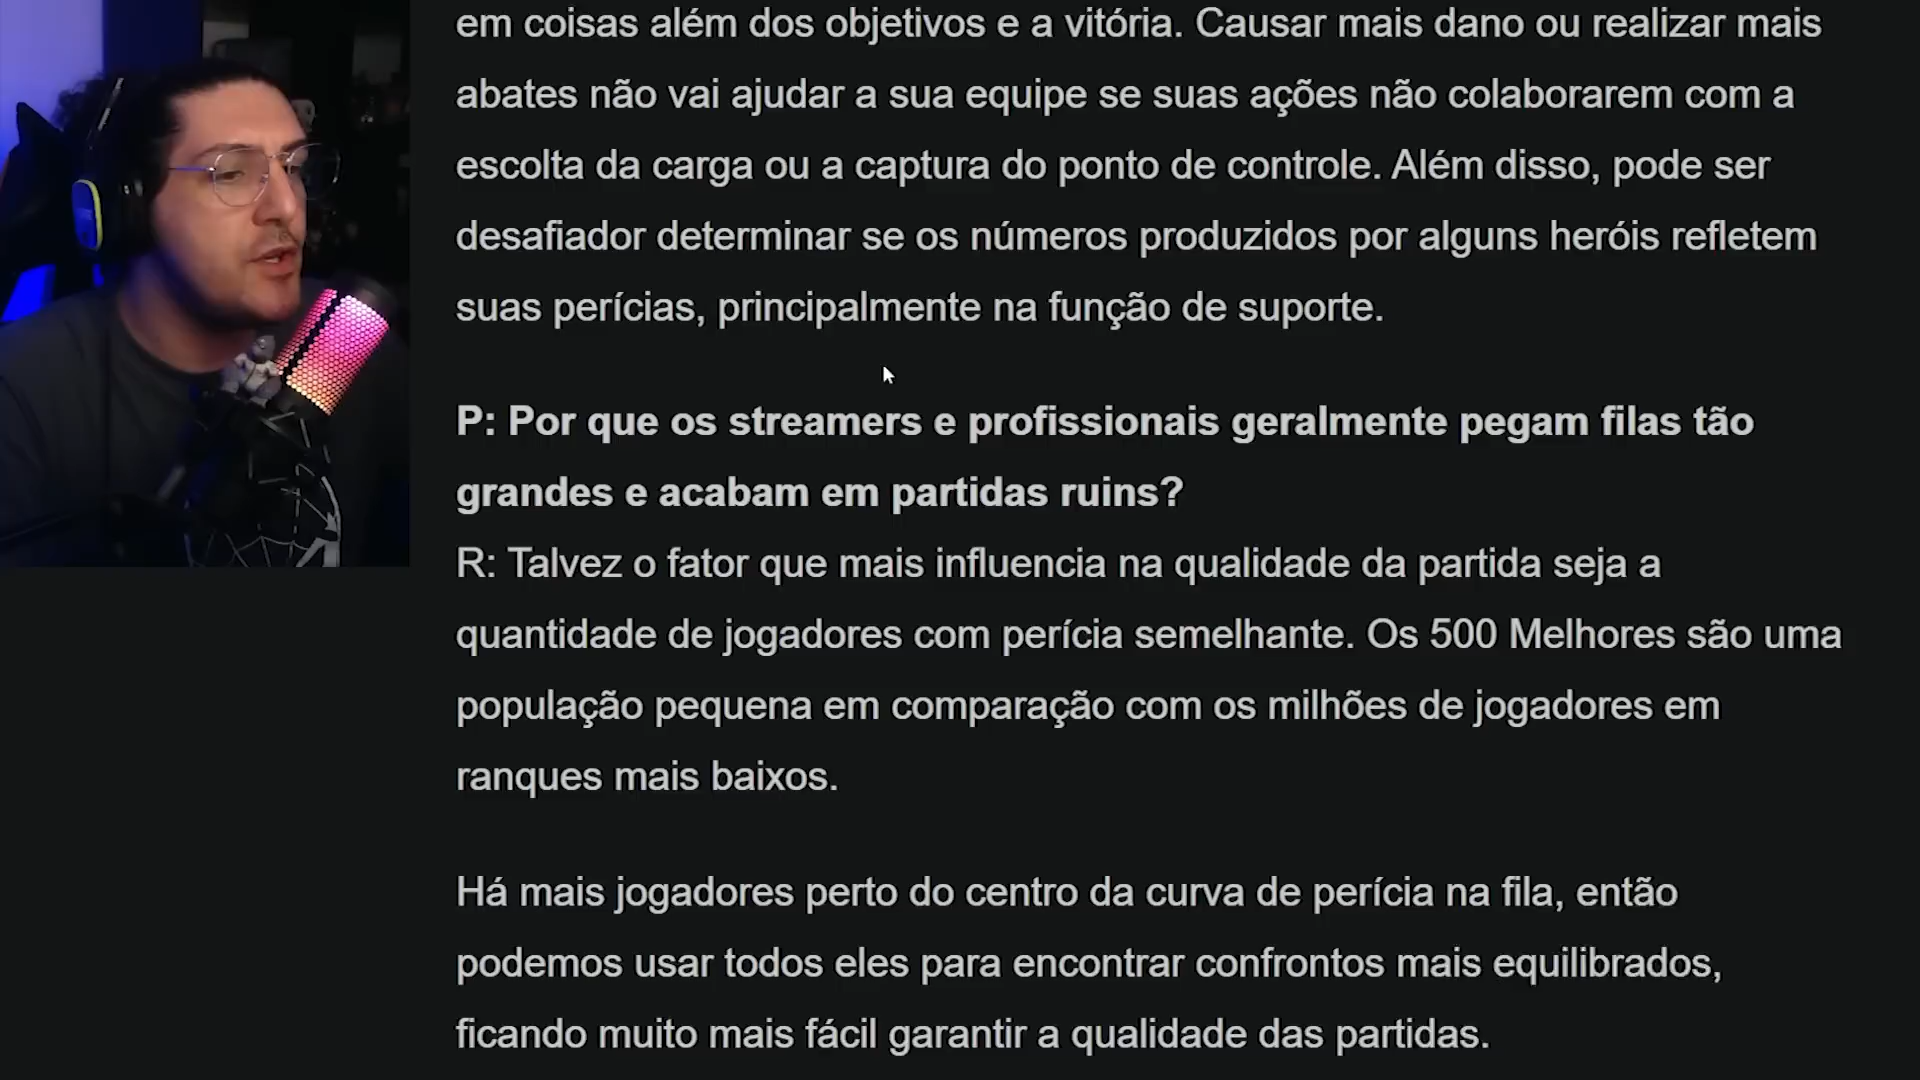 em coisas além dos objetivos e a vitória. Causar mais dano ou realizar mais
abates não vai ajudar a sua equipe se suas ações não colaborarem com a
escolta da carga ou a captura do ponto de controle. Além disso, pode ser
desafiador determinar se os números produzidos por alguns heróis refletem
suas perícias, principalmente na função de suporte.
P: Por que os streamers e profissionais geralmente pegam filas tão
grandes e acabam em partidas ruins?
R: Talvez o fator que mais influencia na qualidade da partida seja a
quantidade de jogadores com perícia semelhante. Os 500 Melhores são uma
população pequena em comparação com os milhões de jogadores em
ranques mais baixos.
Há mais jogadores perto do centro da curva de perícia na fila, então
podemos usar todos eles para encontrar confrontos mais equilibrados,
ficando muito mais fácil garantir a qualidade das partidas.